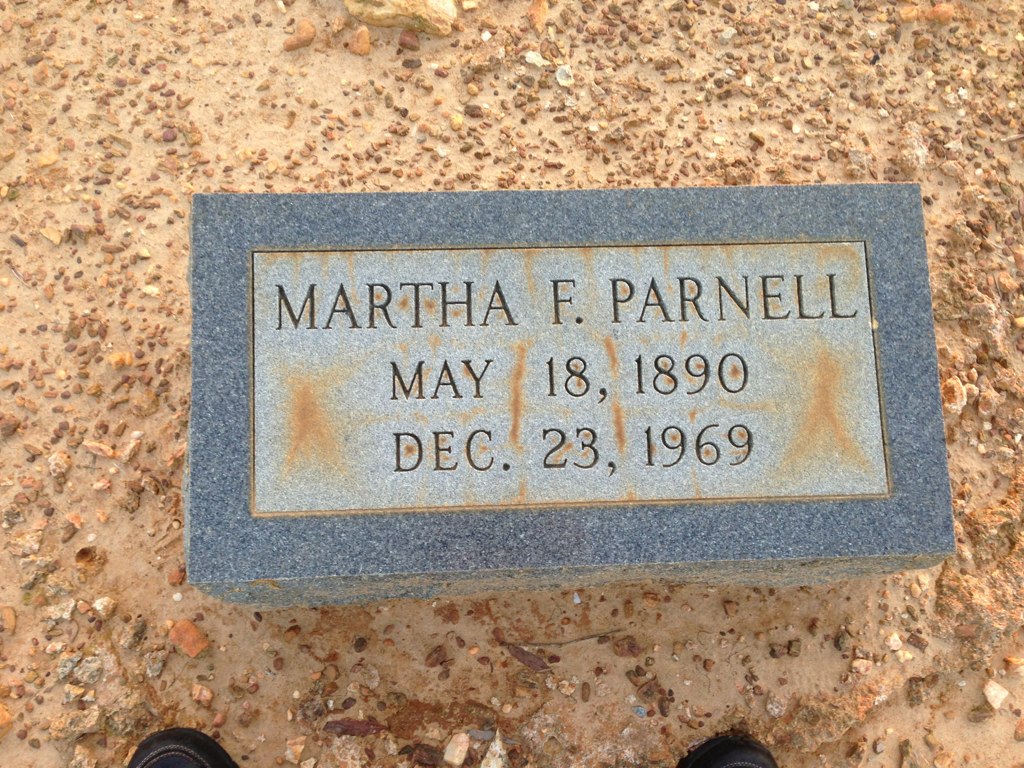 MARTHA F. PARNELL
MAY 18, 1890
DEC. 23, 1969